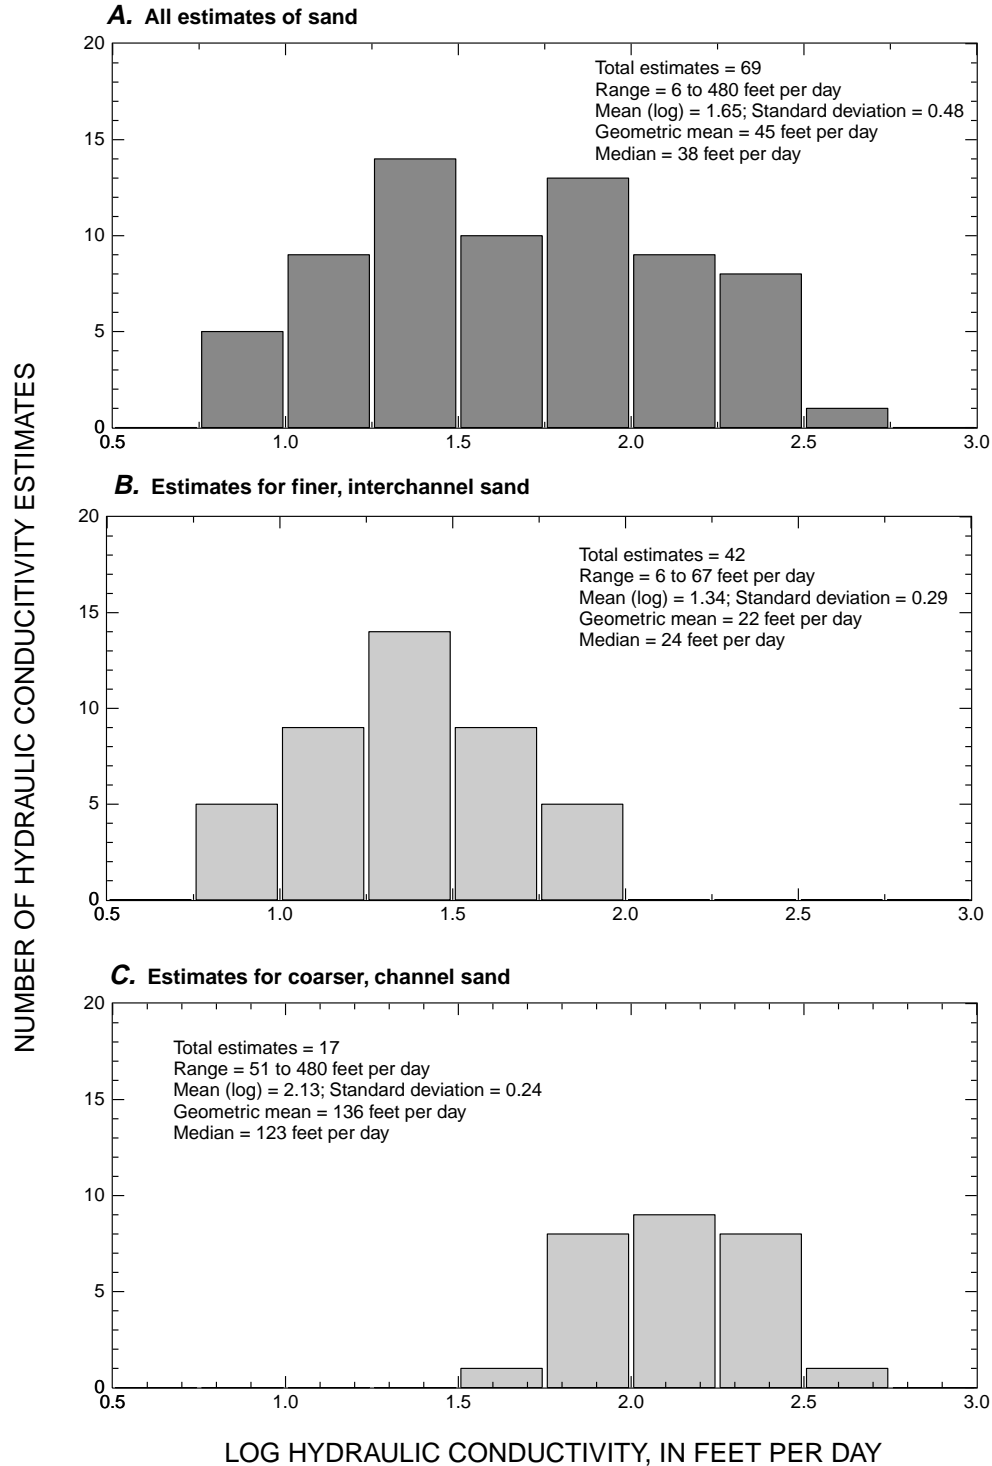 A. All estimates of sand
20
Total estimates = 69
Range = 6 to 480 feet per day
Mean (log) = 1.65; Standard deviation = 0.48
Geometric mean = 45 feet per day
Median = 38 feet per day
15
10
5
0
0.5 1.0 1.5 2.0 2.5 3.0
B. Estimates for finer, interchannel sand
20
Total estimates = 42
Range = 6 to 67 feet per day
Mean (log) = 1.34; Standard deviation = 0.29
Geometric mean = 22 feet per day
Median = 24 feet per day
15
10
5
0
0.5 1.0 1.5 2.0 2.5 3.0
C. Estimates for coarser, channel sand
20
Total estimates = 17
Range = 51 to 480 feet per day
Mean (log) = 2.13; Standard deviation = 0.24
Geometric mean = 136 feet per day
Median = 123 feet per day
15
10
5
0
0.5 1.0 1.5 2.0 2.5 3.0
NUMBER OF HYDRAULIC CONDUCITIVITY ESTIMATES
LOG HYDRAULIC CONDUCTIVITY, IN FEET PER DAY